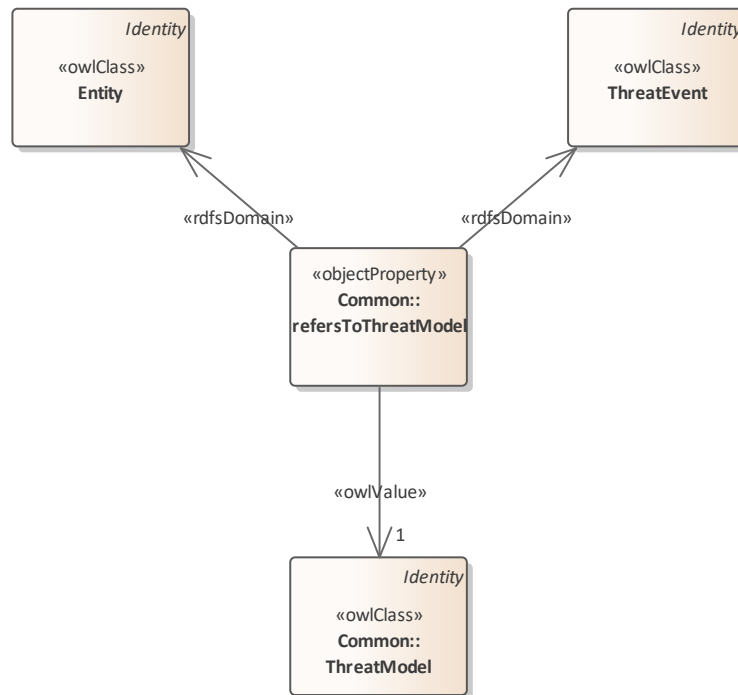 Identity
«owlClass»
Entity
Identity
«owlClass»
ThreatEvent
«rdfsDomain»
«rdfsDomain»
«objectProperty»
Common::
refersToThreatModel
«owlValue»
1
Identity
«owlClass»
Common::
ThreatModel